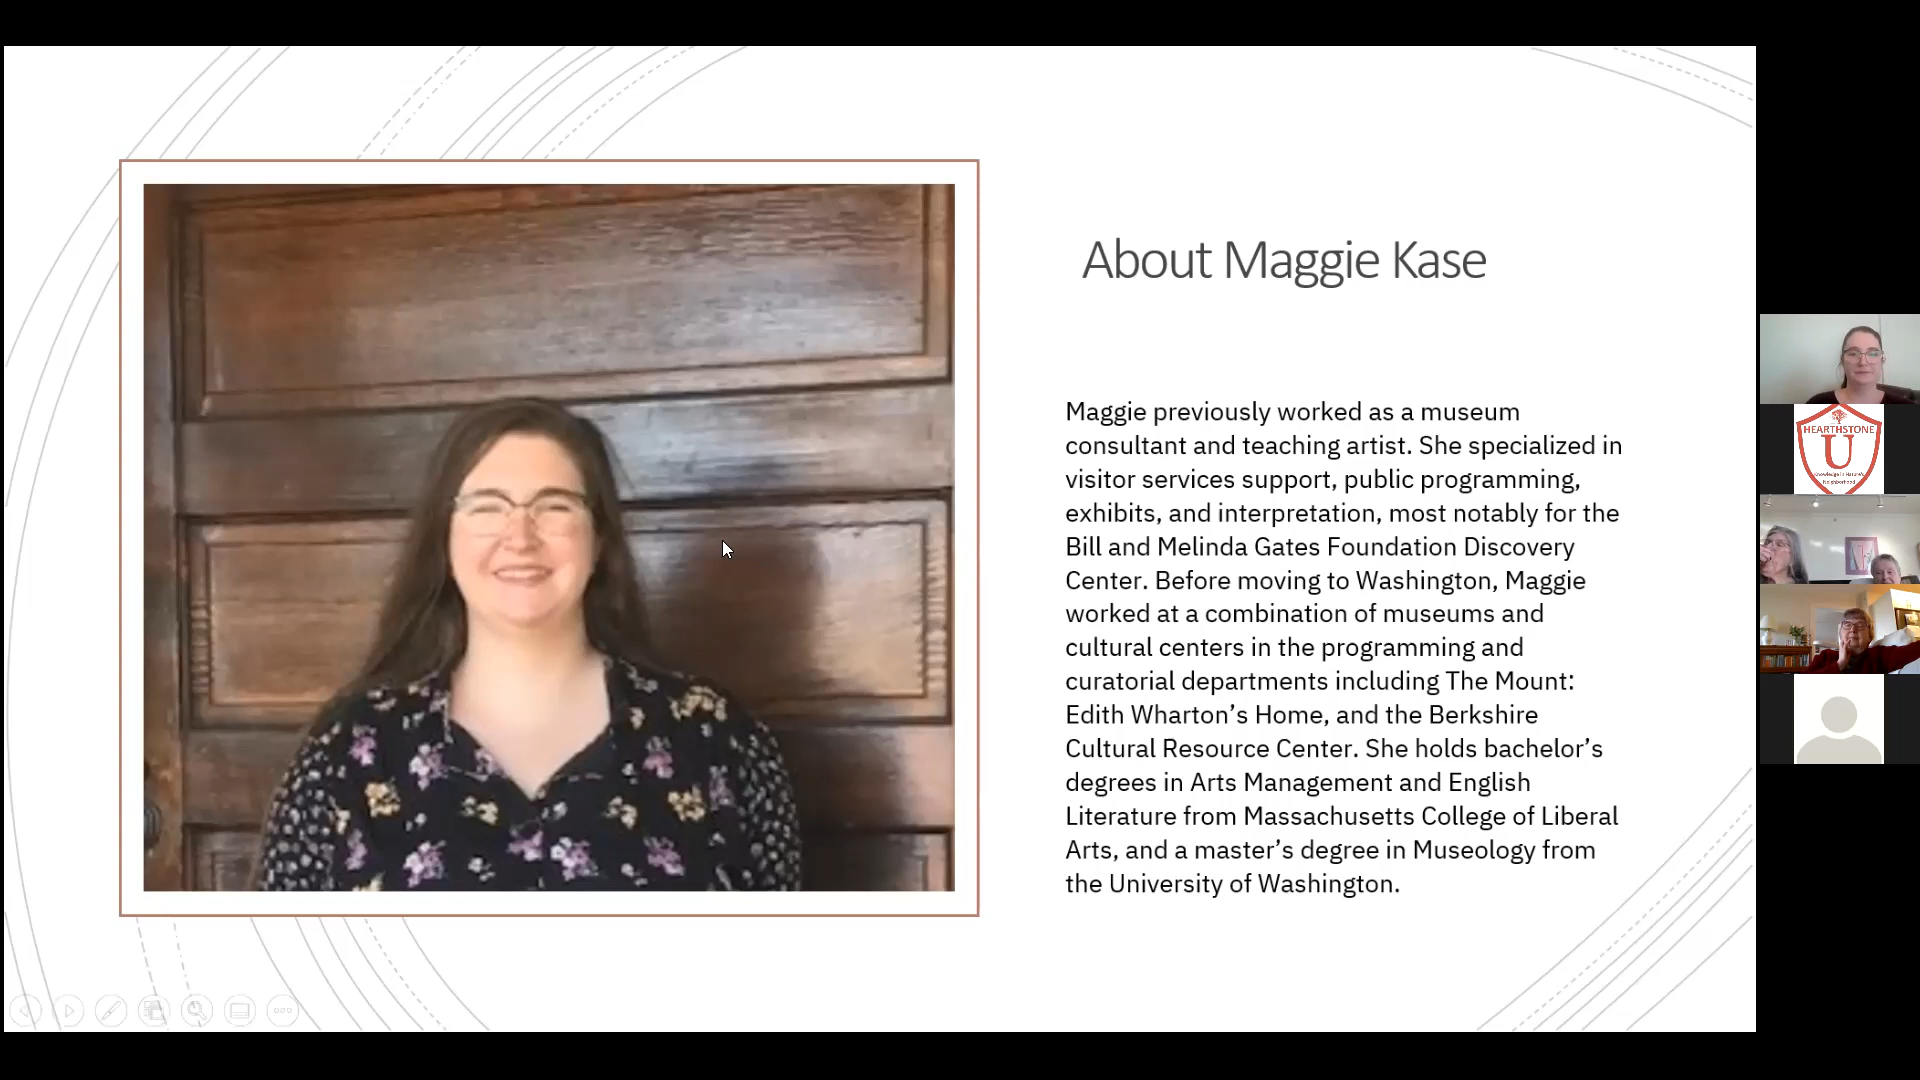 About Maggie Kase
Maggie previously worked as a museum
consultant and teaching artist. She specialized in
visitor services support, public programming,
exhibits, and interpretation, most notably for the
Bill and Melinda Gates Foundation Discovery
Center. Before moving to Washington, Maggie
worked at a combination of museums and
cultural centers in the programming and
curatorial departments including The Mount:
Edith Wharton’s Home, and the Berkshire
Cultural Resource Center. She holds bachelor’s
degrees in Arts Management and English
Literature from Massachusetts College of Liberal
Arts, and a master’s degree in Museology from
the University of Washington.
HEARTHSTONE
U
Knowledge in Nature's
Neighborhood